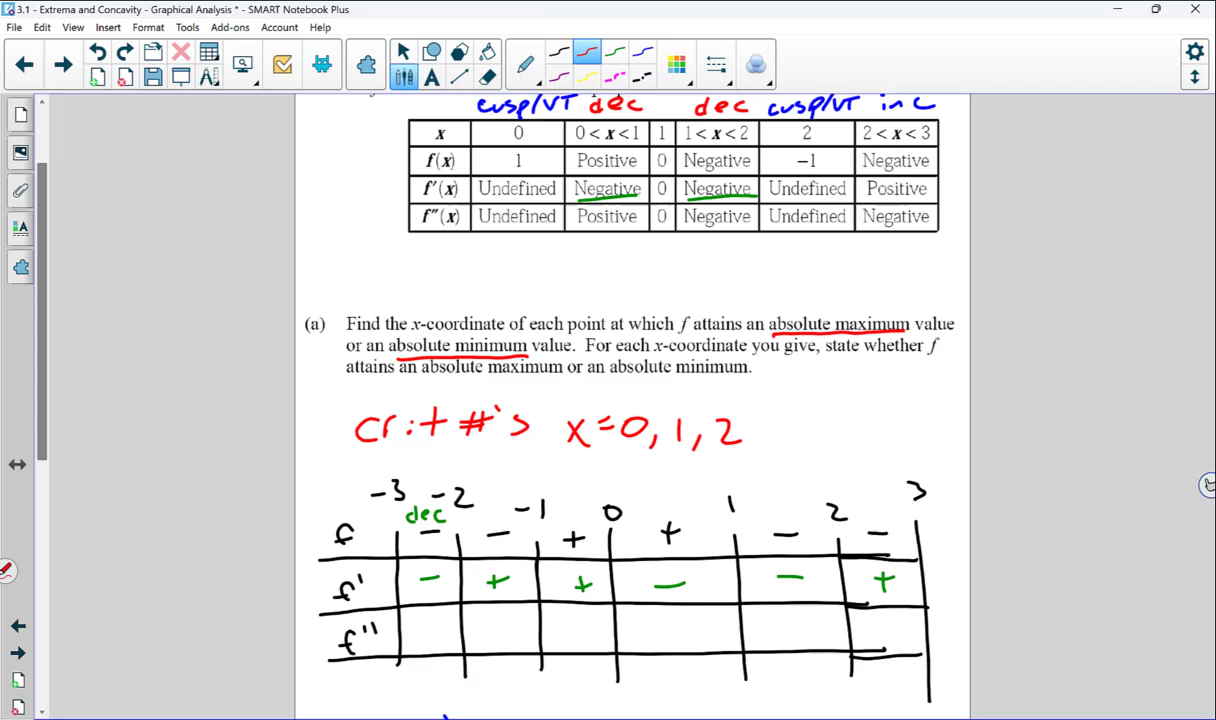 3.1 - Extrema and Concavity - Graphical Analysis * - SMART Notebook Plus
File Edit View Insert Format Tools Add-ons Account Help
cusp/VT dec dec cusp/VT inc
x 0 0 < x < 1 1 1 < x < 2 2 2 < x < 3
f(x) 1 Positive 0 Negative −1 Negative
f′(x) Undefined Negative 0 Negative Undefined Positive
f″(x) Undefined Positive 0 Negative Undefined Negative
(a) Find the x-coordinate of each point at which f attains an absolute maximum value
or an absolute minimum value. For each x-coordinate you give, state whether f
attains an absolute maximum or an absolute minimum.
crit #'s x=0, 1, 2
-3 -2 -1 0 1 2 3
dec
f − − + + − −
f' − + + − − +
f"